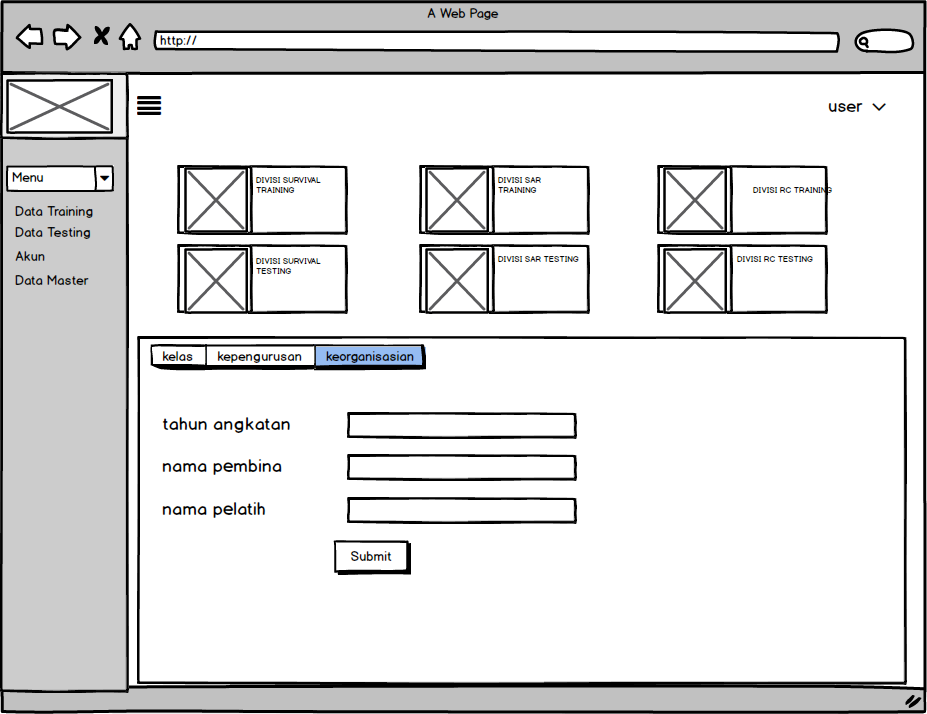 A Web Page
http://
user
Menu
Data Training
Data Testing
Akun
Data Master
DIVISI SURVIVAL
TRAINING
DIVISI SAR
TRAINING
DIVISI RC TRAINING
DIVISI SURVIVAL
TESTING
DIVISI SAR TESTING
DIVISI RC TESTING
kelas
kepengurusan
keorganisasian
tahun angkatan
nama pembina
nama pelatih
Submit